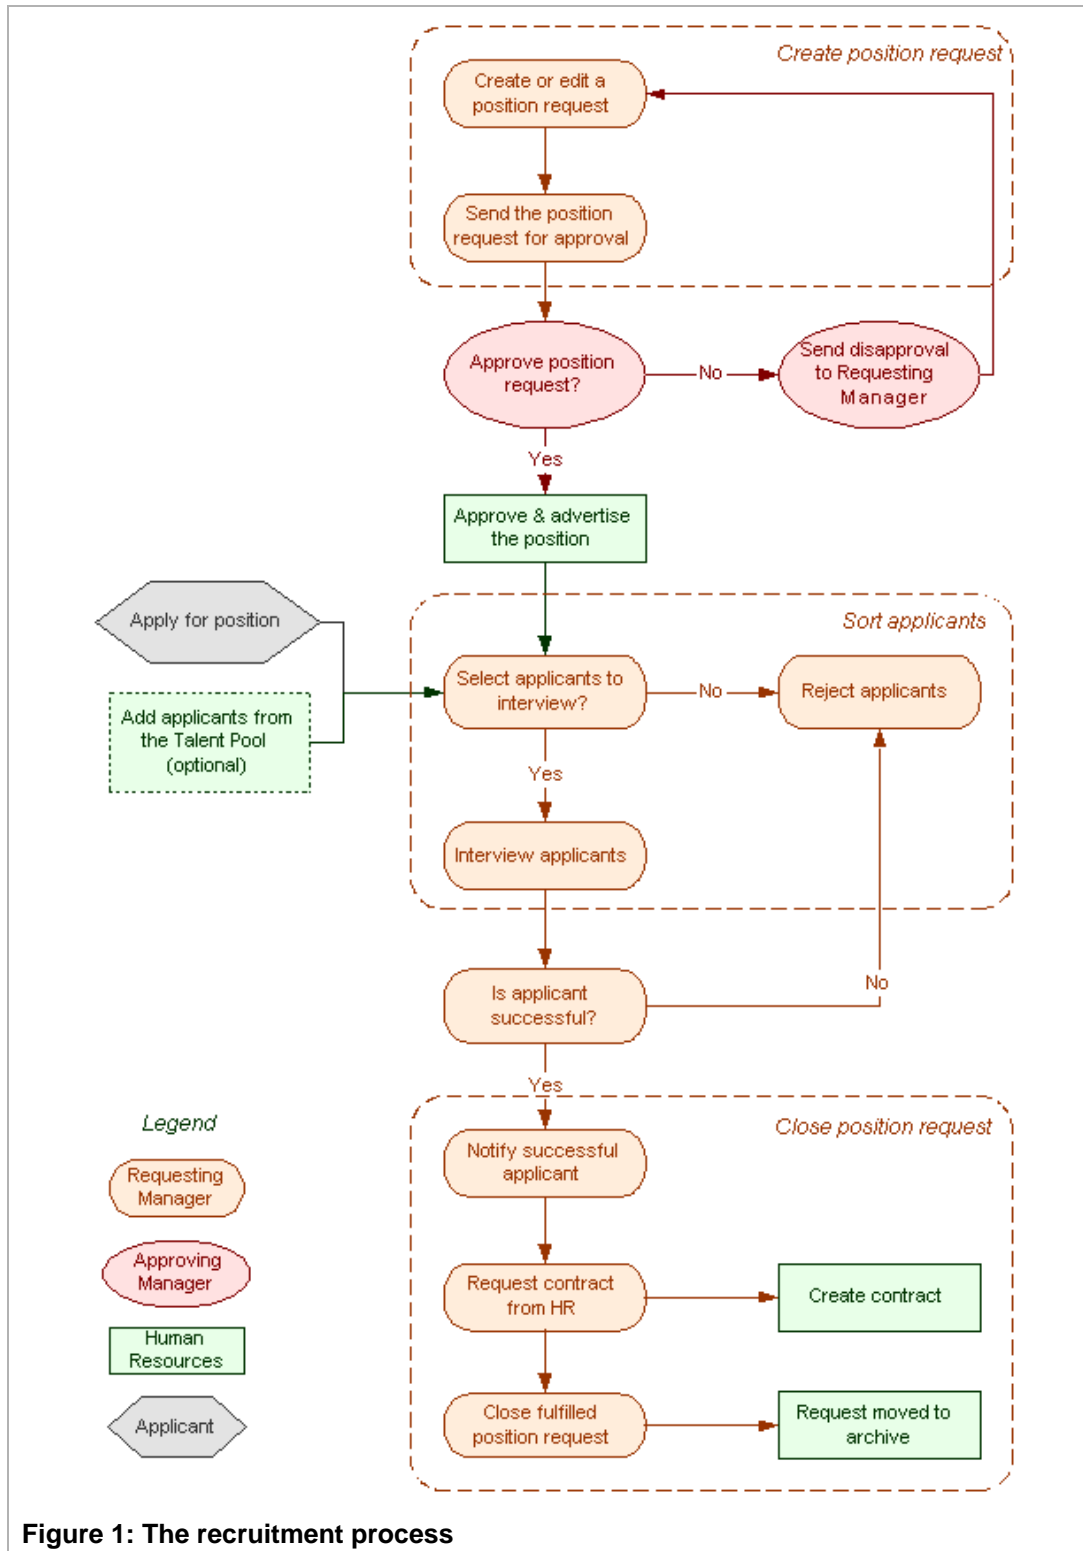 Create position request
Create or edit a
position request
Send the position
request for approval
Approve position
request?
No
Send disapproval
to Requesting
Manager
Yes
Approve & advertise
the position
Apply for position
Sort applicants
Select applicants to
interview?
No
Reject applicants
Add applicants from
the Talent Pool
(optional)
Yes
Interview applicants
No
Is applicant
successful?
Yes
Legend
Close position request
Requesting
Manager
Notify successful
applicant
Approving
Manager
Request contract
from HR
Create contract
Human
Resources
Applicant
Close fulfilled
position request
Request moved to
archive
Figure 1: The recruitment process